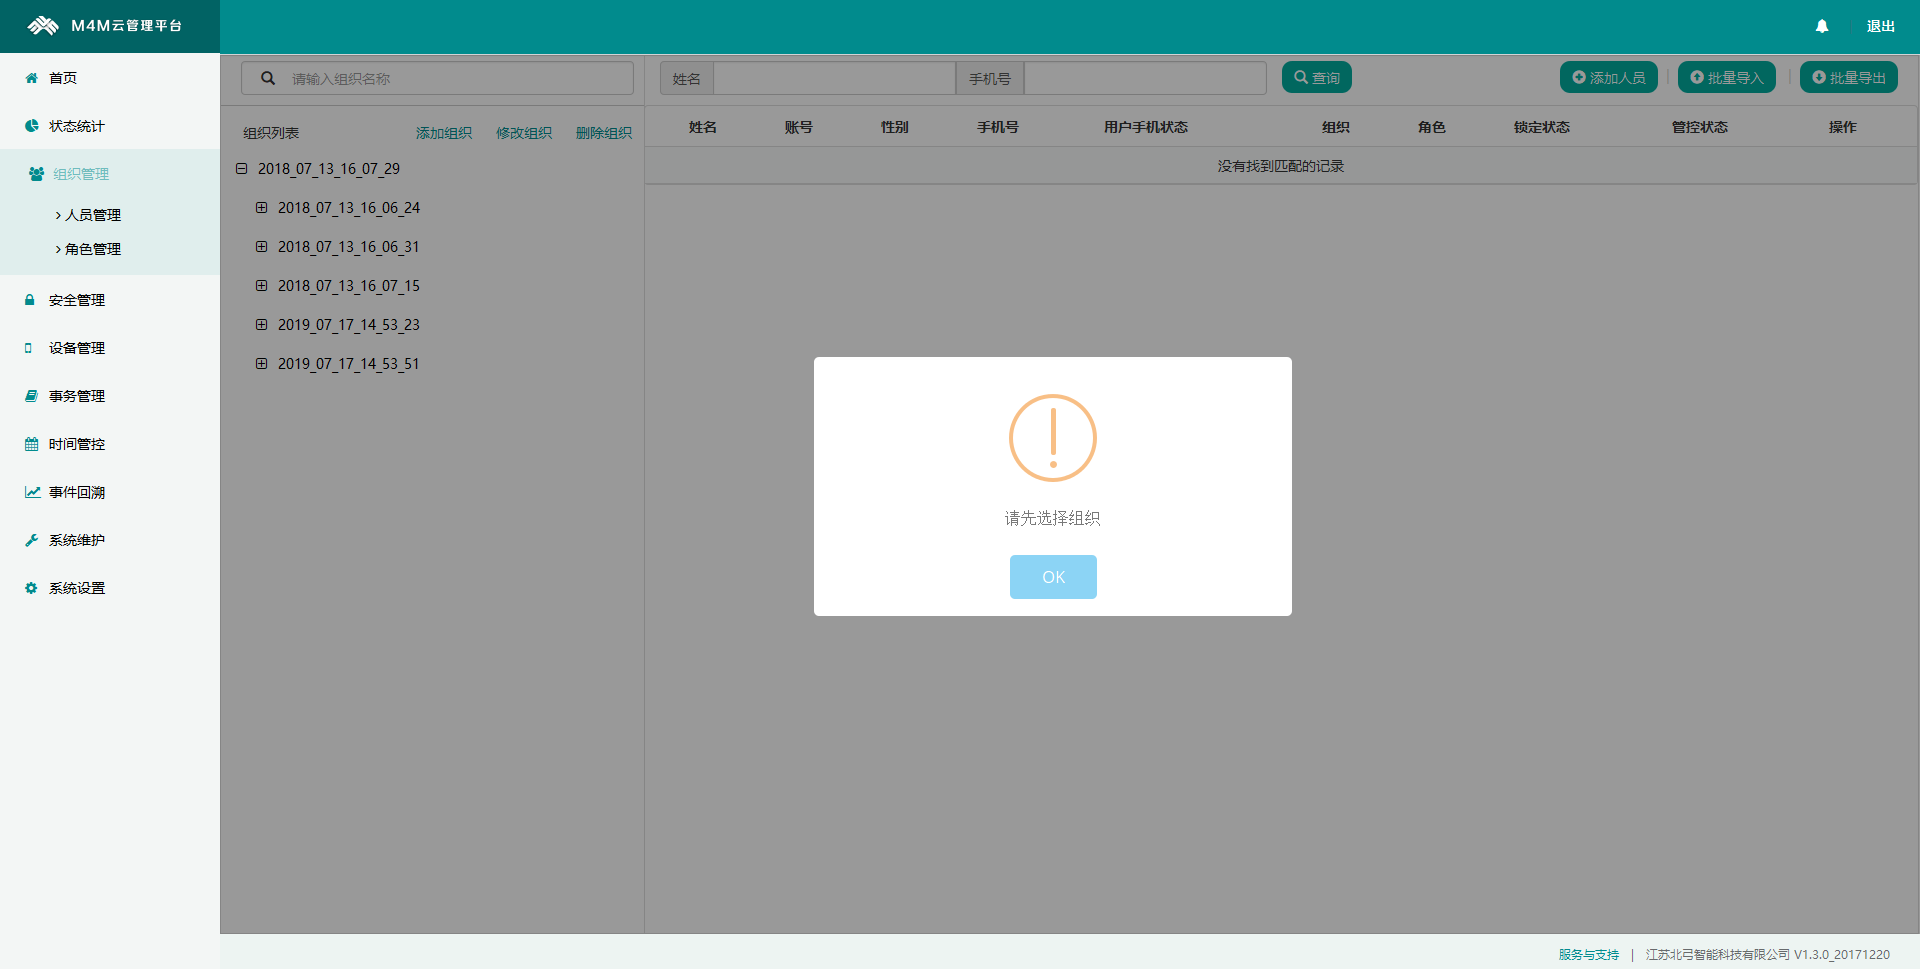 M4M云管理平台
退出
首页
状态统计
组织管理
人员管理
角色管理
安全管理
设备管理
事务管理
时间管控
事件回溯
系统维护
系统设置
请输入组织名称
组织列表 添加组织 修改组织 删除组织
2018_07_13_16_07_29
2018_07_13_16_06_24
2018_07_13_16_06_31
2018_07_13_16_07_15
2019_07_17_14_53_23
2019_07_17_14_53_51
姓名 手机号 查询 添加人员 | 批量导入 | 批量导出
姓名 账号 性别 手机号 用户手机状态 组织 角色 锁定状态 管控状态 操作
没有找到匹配的记录
请先选择组织
OK
服务与支持 | 江苏北弓智能科技有限公司 V1.3.0_20171220